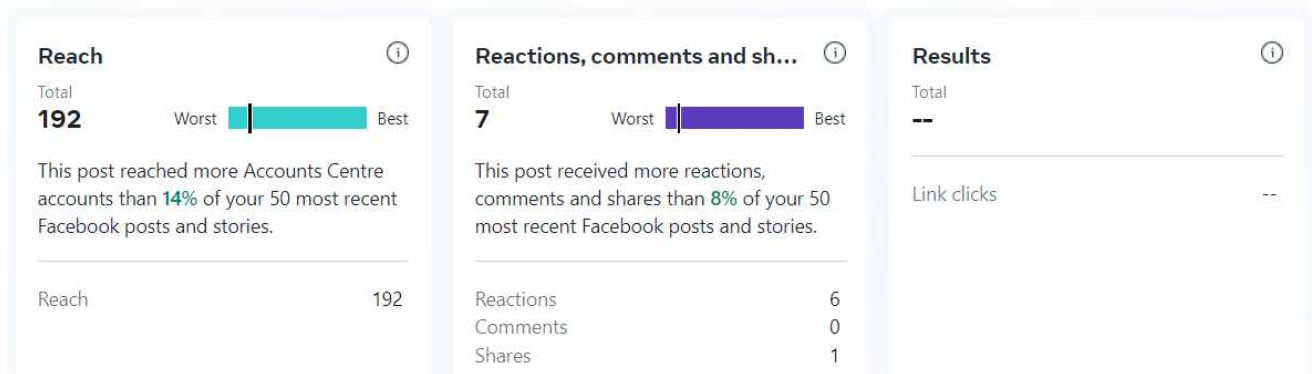 Reach
Total
192
Worst
Best
This post reached more Accounts Centre
accounts than 14% of your 50 most recent
Facebook posts and stories.
Reach 192
Reactions, comments and sh...
Total
7
Worst
Best
This post received more reactions,
comments and shares than 8% of your 50
most recent Facebook posts and stories.
Reactions 6
Comments 0
Shares 1
Results
Total
--
Link clicks --